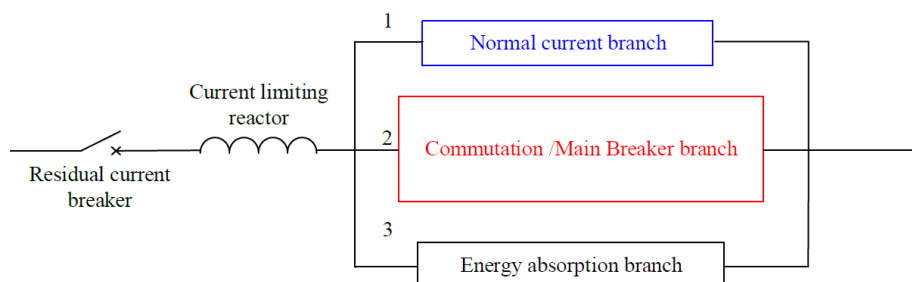 1
Normal current branch
Current limiting
reactor
2
Commutation /Main Breaker branch
Residual current
breaker
3
Energy absorption branch